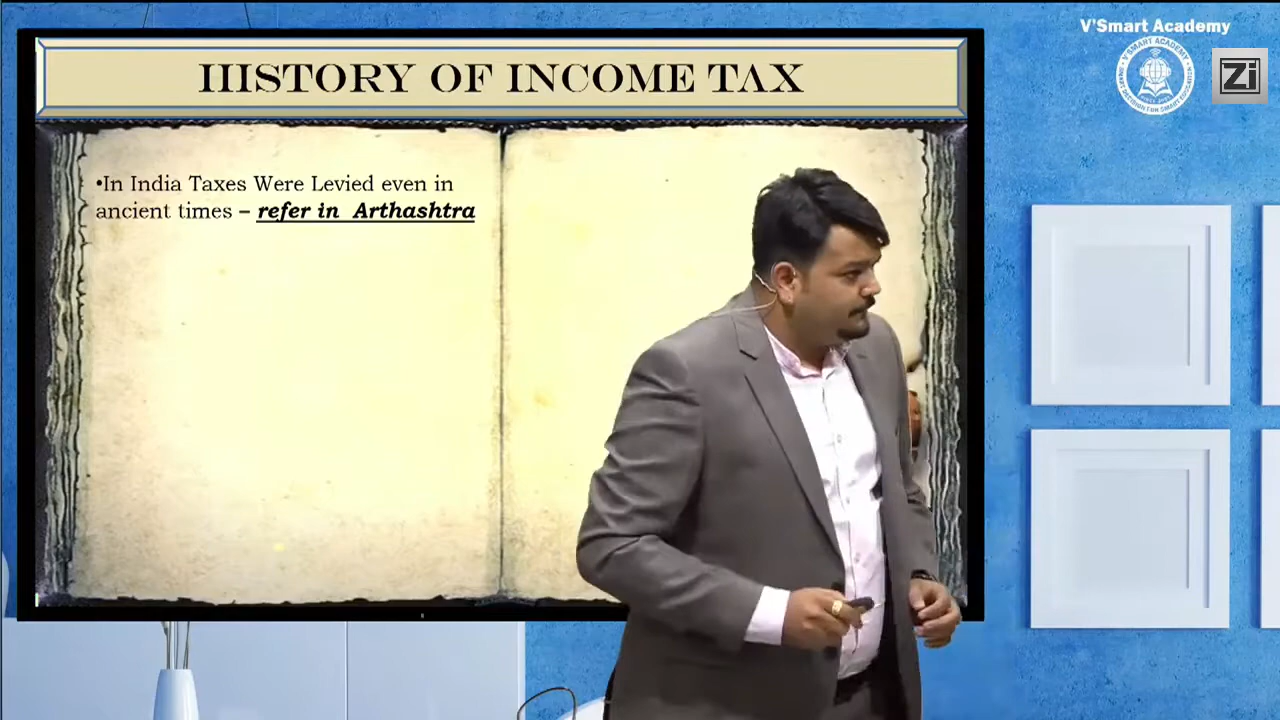 V'Smart Academy
HISTORY OF INCOME TAX
Zi
•In India Taxes Were Levied even in
ancient times – refer in Arthashtra